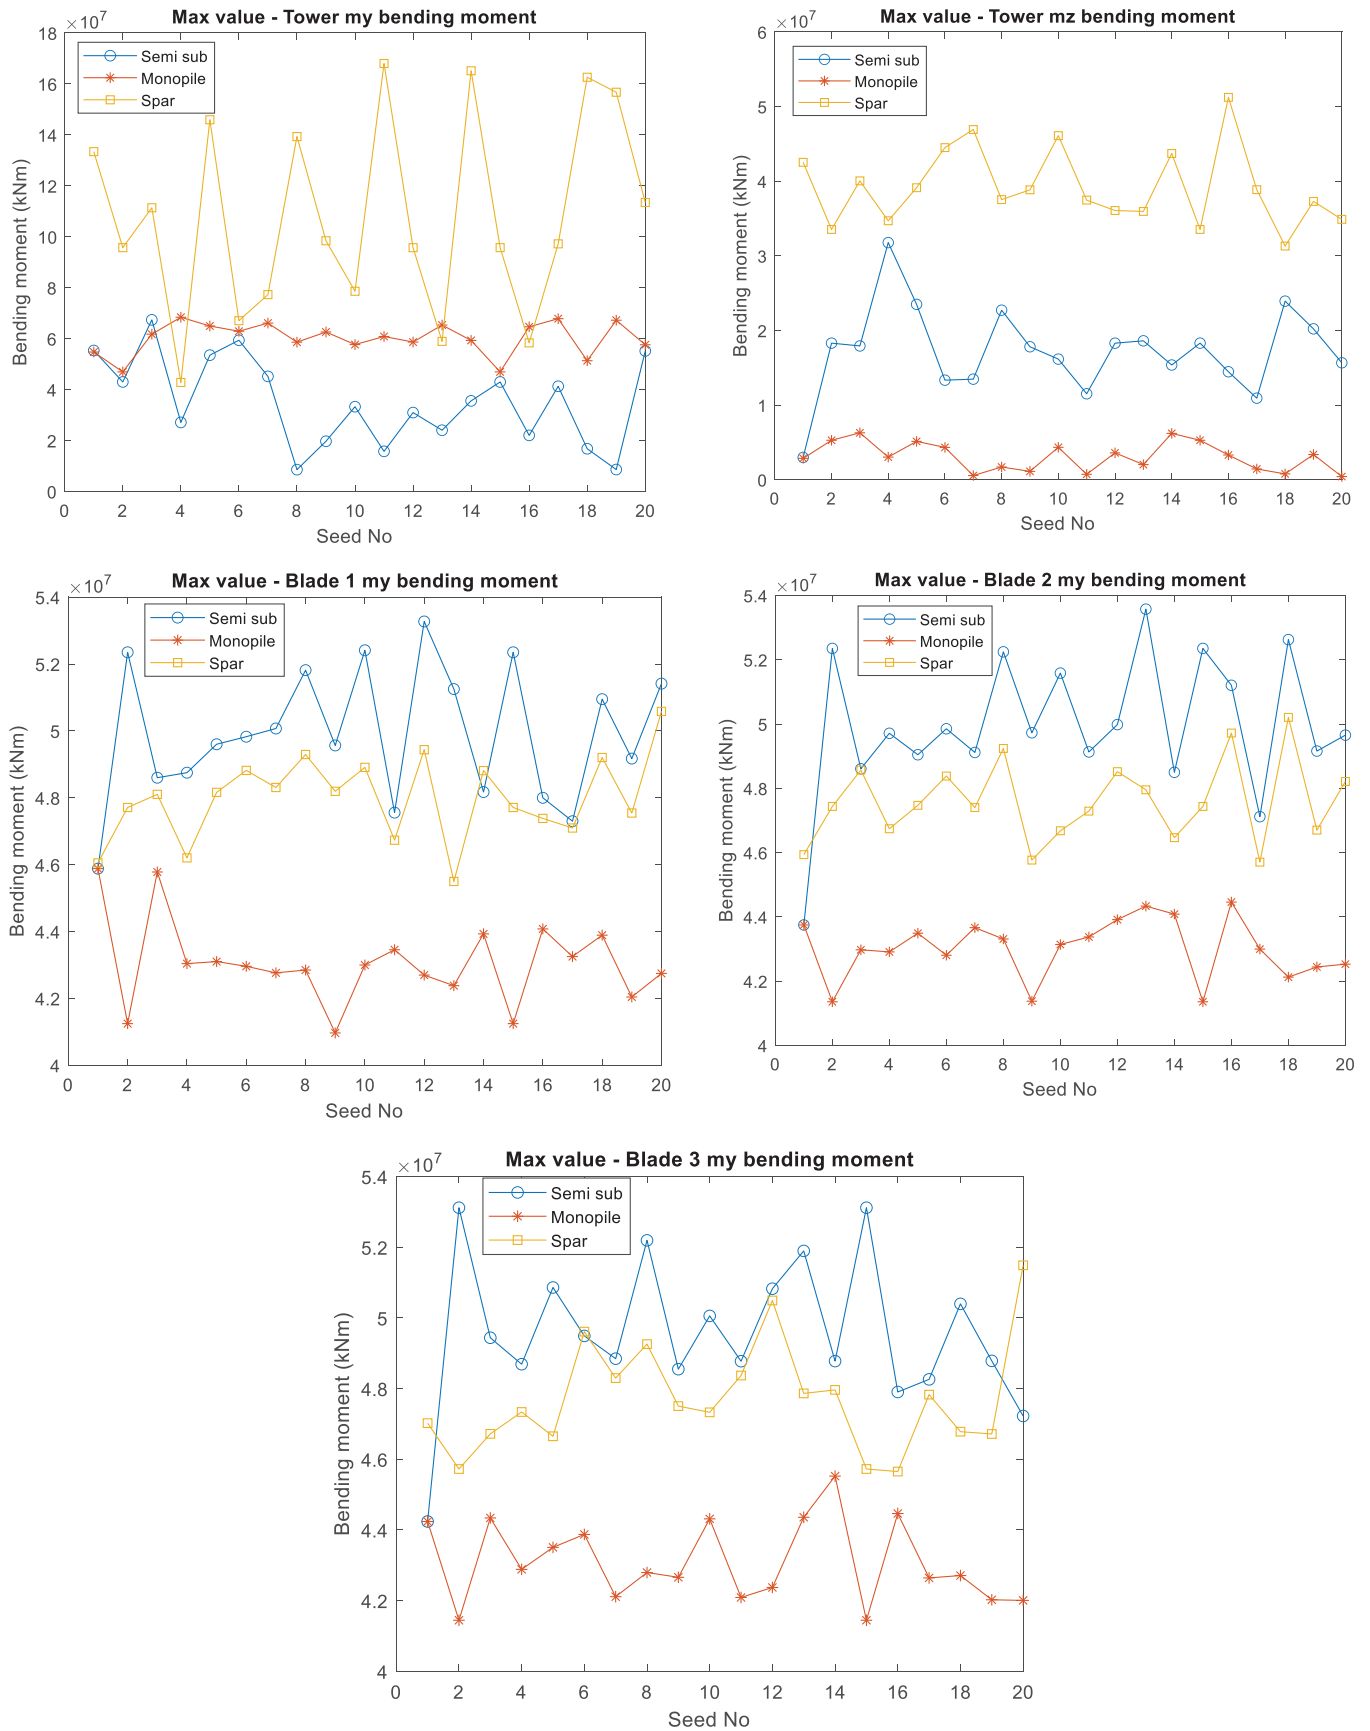 Max value - Tower my bending moment
×10⁷
18
16
14
12
10
8
6
4
2
0
Bending moment (kNm)
Semi sub
Monopile
Spar
0 2 4 6 8 10 12 14 16 18 20
Seed No
Max value - Tower mz bending moment
×10⁷
6
5
4
3
2
1
0
Bending moment (kNm)
Semi sub
Monopile
Spar
0 2 4 6 8 10 12 14 16 18 20
Seed No
Max value - Blade 1 my bending moment
×10⁷
5.4
5.2
5
4.8
4.6
4.4
4.2
4
Bending moment (kNm)
Semi sub
Monopile
Spar
0 2 4 6 8 10 12 14 16 18 20
Seed No
Max value - Blade 2 my bending moment
×10⁷
5.4
5.2
5
4.8
4.6
4.4
4.2
4
Bending moment (kNm)
Semi sub
Monopile
Spar
0 2 4 6 8 10 12 14 16 18 20
Seed No
Max value - Blade 3 my bending moment
×10⁷
5.4
5.2
5
4.8
4.6
4.4
4.2
4
Bending moment (kNm)
Semi sub
Monopile
Spar
0 2 4 6 8 10 12 14 16 18 20
Seed No